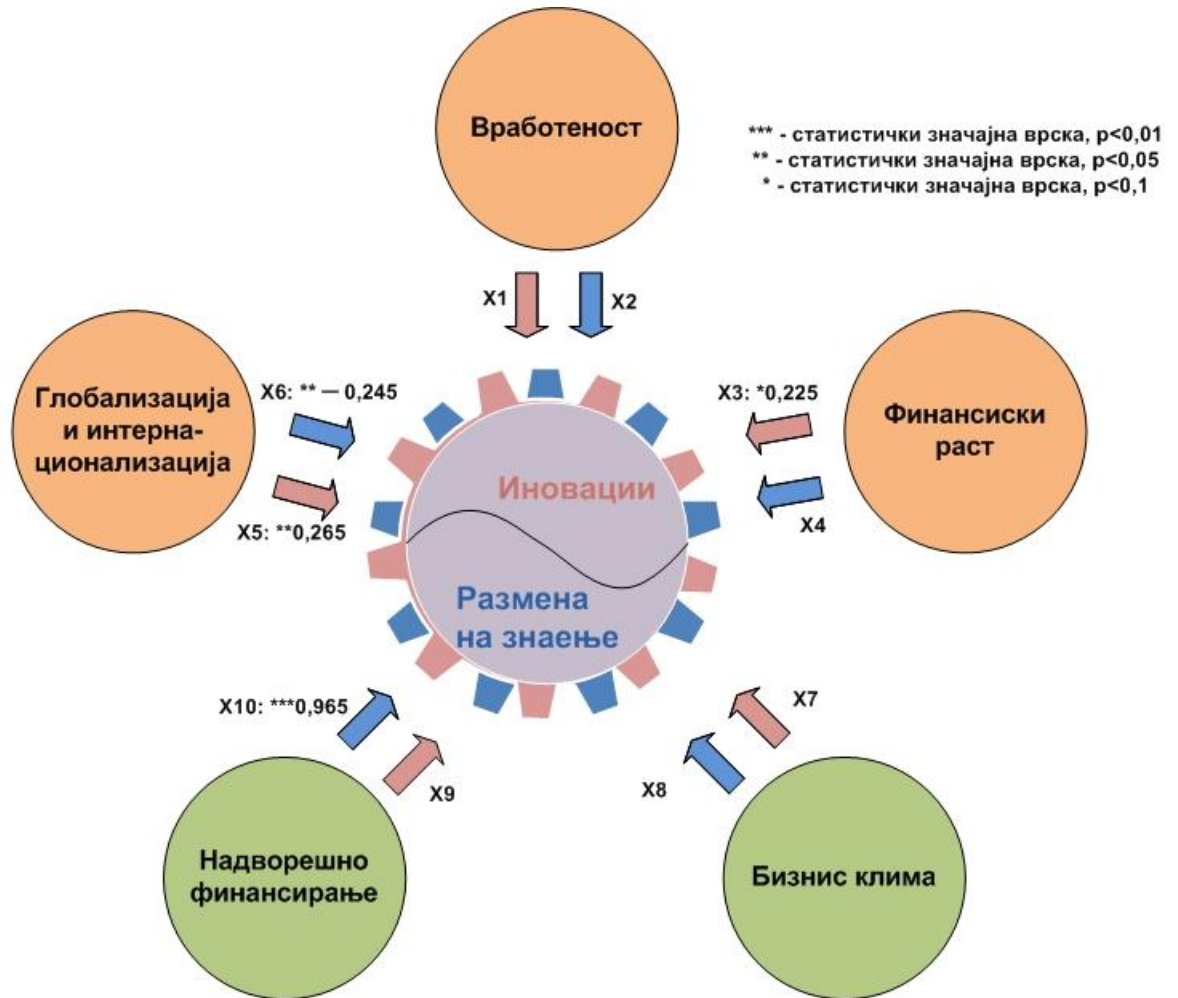 Вработеност
*** - статистички значајна врска, p<0,01
** - статистички значајна врска, p<0,05
* - статистички значајна врска, p<0,1
X1
X2
Глобализација
и интерна-
ционализација
X6: ** — 0,245
X5: **0,265
X3: *0,225
X4
Финансиски
раст
Иновации
Размена
на знаење
X10: ***0,965
X9
X7
X8
Надворешно
финансирање
Бизнис клима